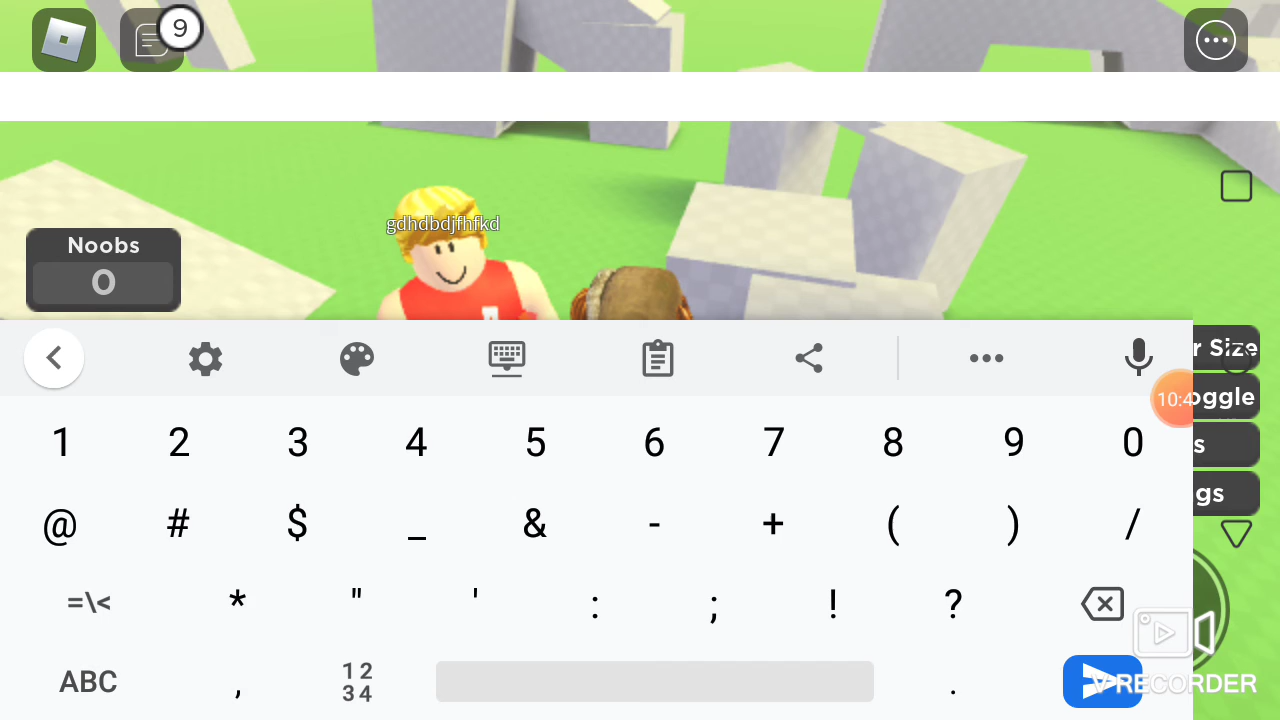 9
gdhdbdjfhfkd
Noobs
0
r Size
oggle
s
gs
10:4
1 2 3 4 5 6 7 8 9 0
@ # $ _ & - + ( ) /
=\< * " ' : ; ! ?
ABC , 12 34 .
V RECORDER